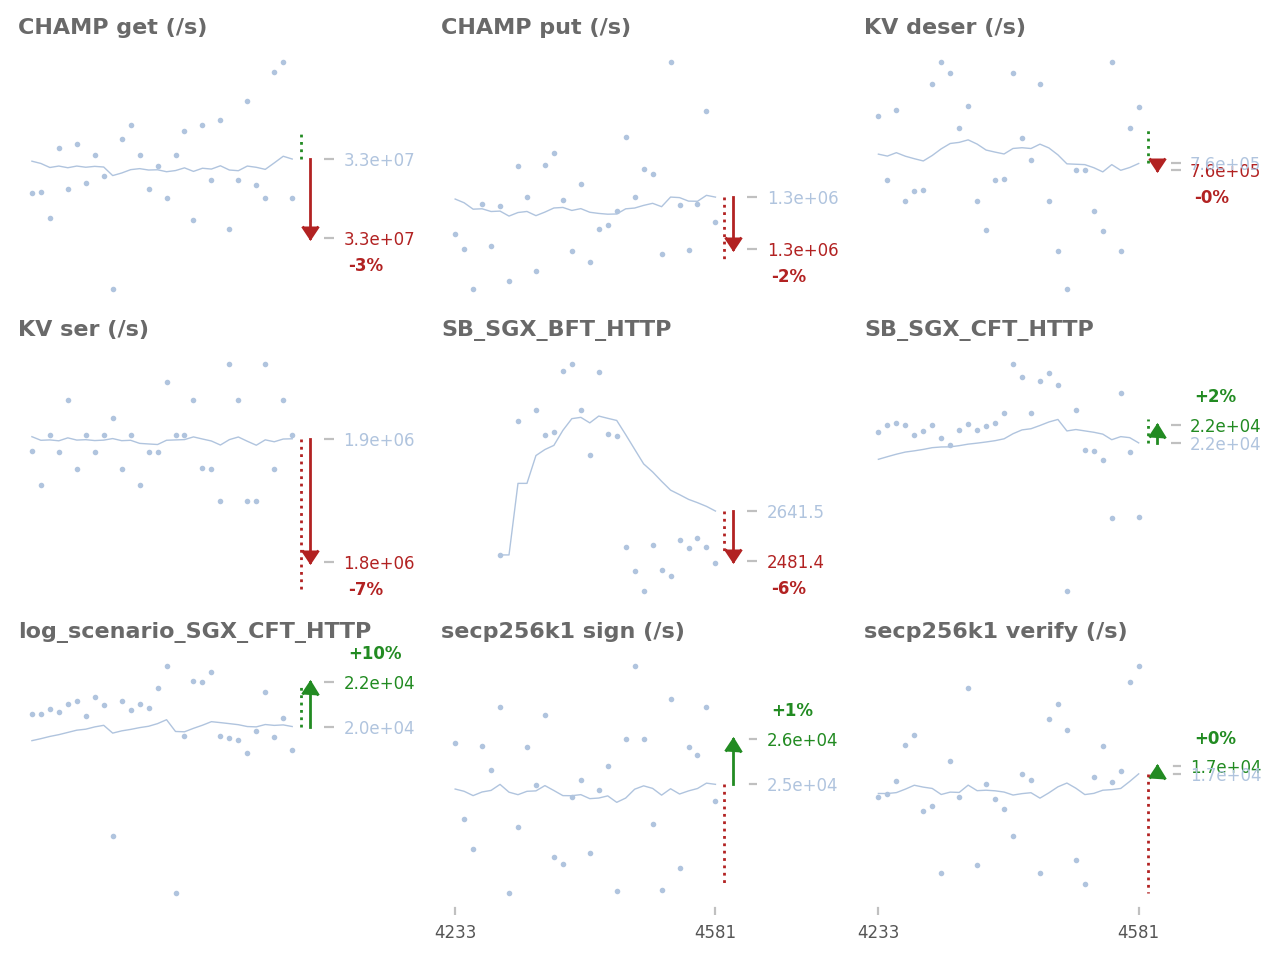 CHAMP get (/s)
3.3e+07
3.3e+07
-3%
CHAMP put (/s)
1.3e+06
1.3e+06
-2%
KV deser (/s)
7.6e+05
7.6e+05
-0%
KV ser (/s)
1.9e+06
1.8e+06
-7%
SB_SGX_BFT_HTTP
2641.5
2481.4
-6%
SB_SGX_CFT_HTTP
+2%
2.2e+04
2.2e+04
log_scenario_SGX_CFT_HTTP
+10%
2.2e+04
2.0e+04
secp256k1 sign (/s)
+1%
2.6e+04
2.5e+04
4233
4581
secp256k1 verify (/s)
+0%
1.7e+04
1.7e+04
4233
4581